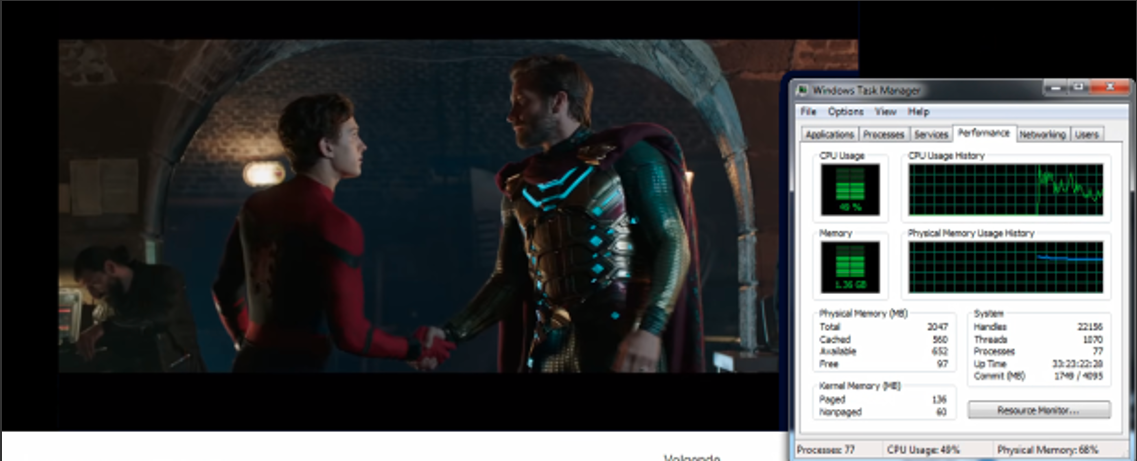 Windows Task Manager
File Options View Help
Applications Processes Services Performance Networking Users
CPU Usage
CPU Usage History
49 %
Memory
Physical Memory Usage History
1.36 GB
Physical Memory (MB)
Total 2047
Cached 560
Available 652
Free 97
System
Handles 22156
Threads 1070
Processes 77
Up Time 33:23:22:28
Commit (MB) 1749 / 4095
Kernel Memory (MB)
Paged 136
Nonpaged 60
Resource Monitor...
Processes: 77 CPU Usage: 49% Physical Memory: 68%
Volgende